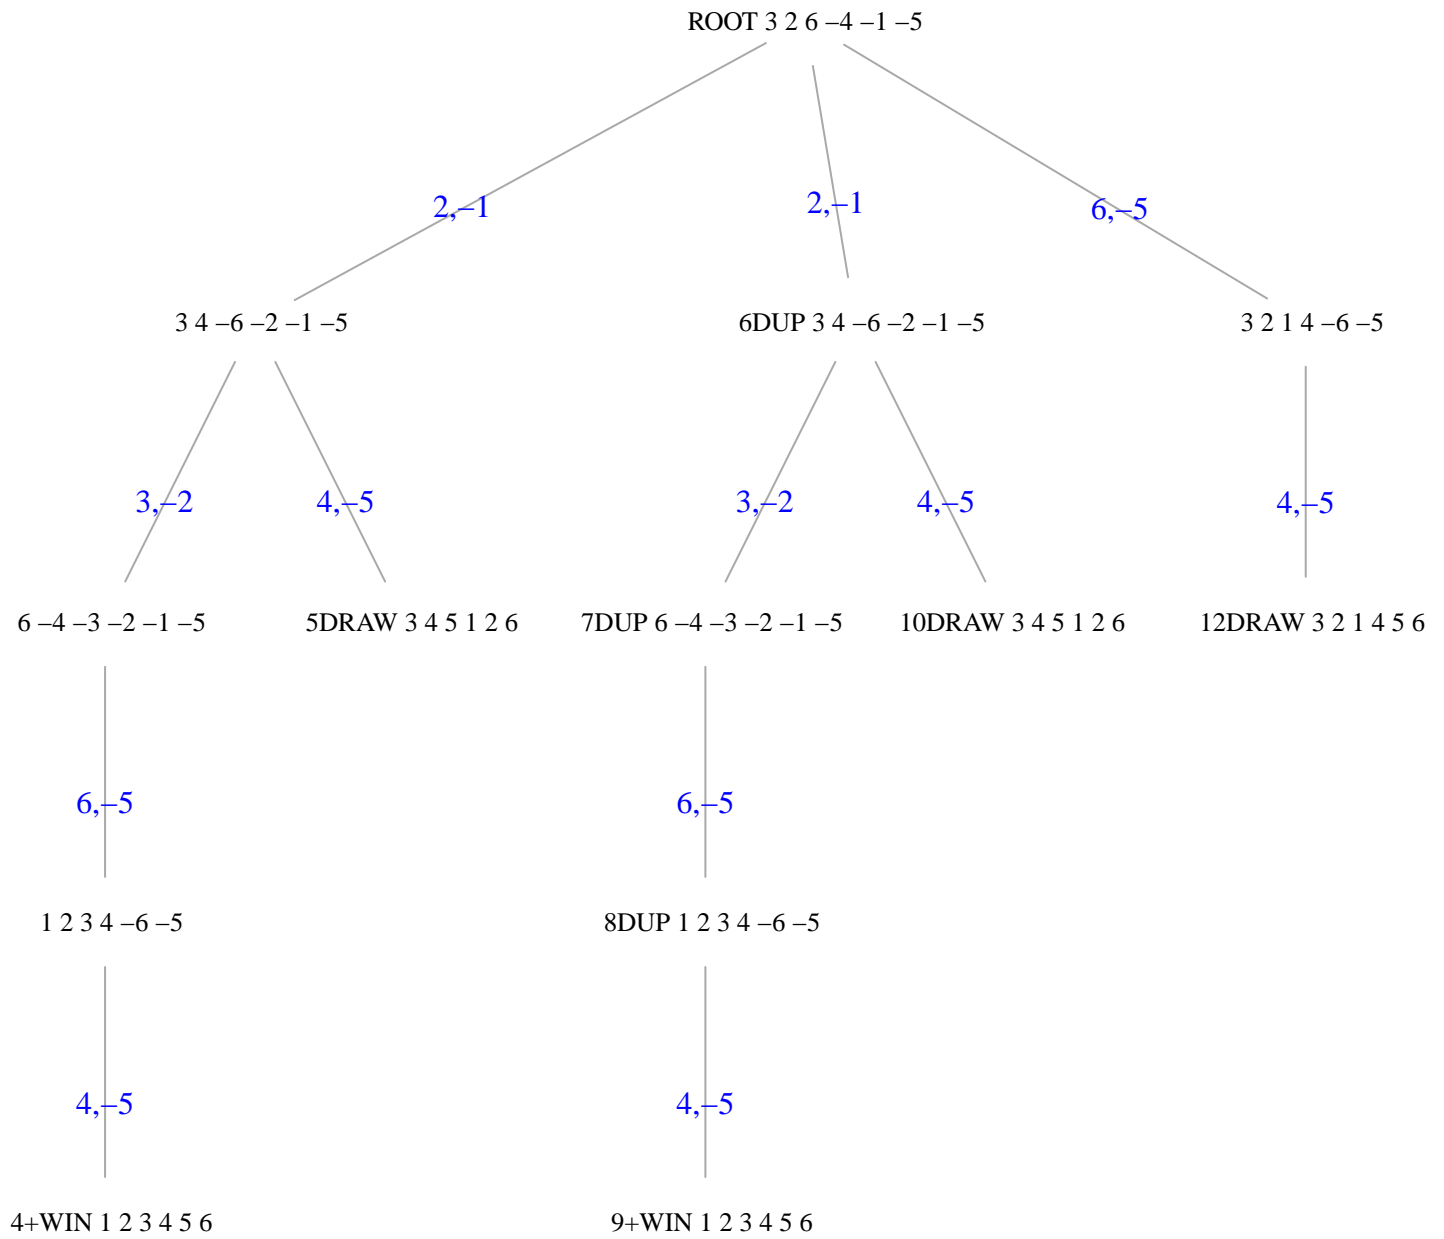 ROOT 3 2 6 –4 –1 –5
2,–1 2,–1 6,–5
3 4 –6 –2 –1 –5 6DUP 3 4 –6 –2 –1 –5 3 2 1 4 –6 –5
3,–2 4,–5 3,–2 4,–5 4,–5
6 –4 –3 –2 –1 –5 5DRAW 3 4 5 1 2 6 7DUP 6 –4 –3 –2 –1 –5 10DRAW 3 4 5 1 2 6 12DRAW 3 2 1 4 5 6
6,–5 6,–5
1 2 3 4 –6 –5 8DUP 1 2 3 4 –6 –5
4,–5 4,–5
4+WIN 1 2 3 4 5 6 9+WIN 1 2 3 4 5 6